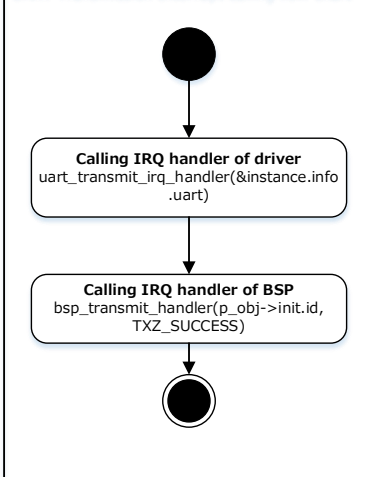 Calling IRQ handler of driver
uart_transmit_irq_handler(&instance.info
.uart)
Calling IRQ handler of BSP
bsp_transmit_handler(p_obj->init.id,
TXZ_SUCCESS)